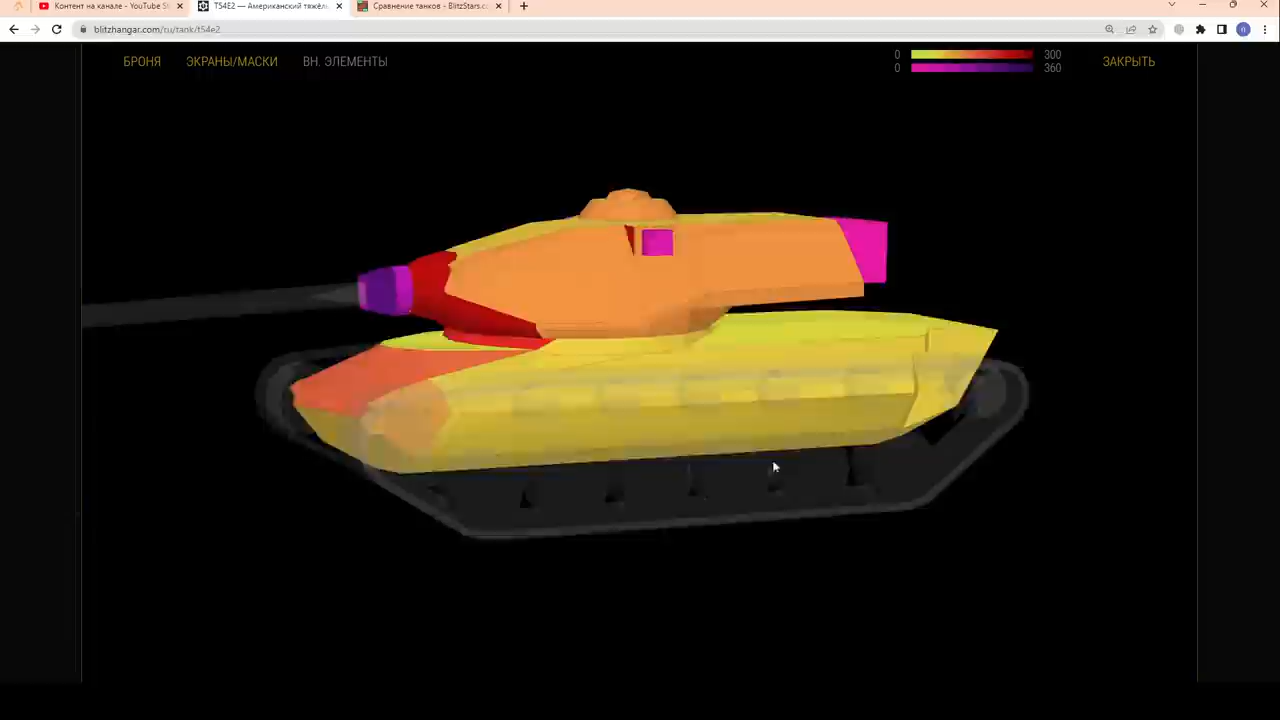 Контент на канале - YouTube St
T54E2 — Американский тяжёл
Сравнение танков - BlitzStars.co
blitzhangar.com/ru/tank/t54e2
БРОНЯ
ЭКРАНЫ/МАСКИ
ВН. ЭЛЕМЕНТЫ
0
300
0
360
ЗАКРЫТЬ